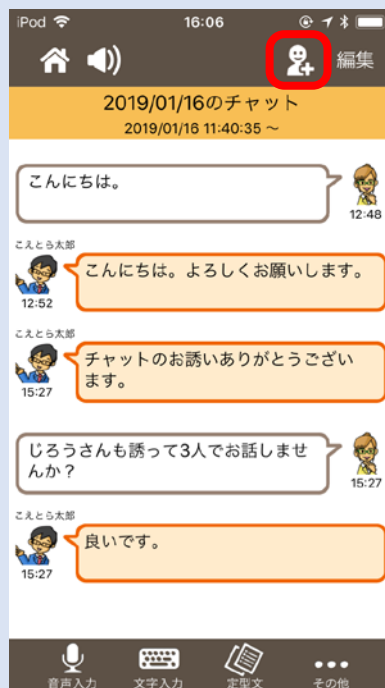 iPod 16:06
編集
2019/01/16のチャット
2019/01/16 11:40:35 ～
こんにちは。
12:48
こえとら太郎
こんにちは。よろしくお願いします。
12:52
こえとら太郎
チャットのお誘いありがとうござい
ます。
15:27
じろうさんも誘って3人でお話しませ
んか？
15:27
こえとら太郎
良いです。
15:27
音声入力 文字入力 定型文 その他